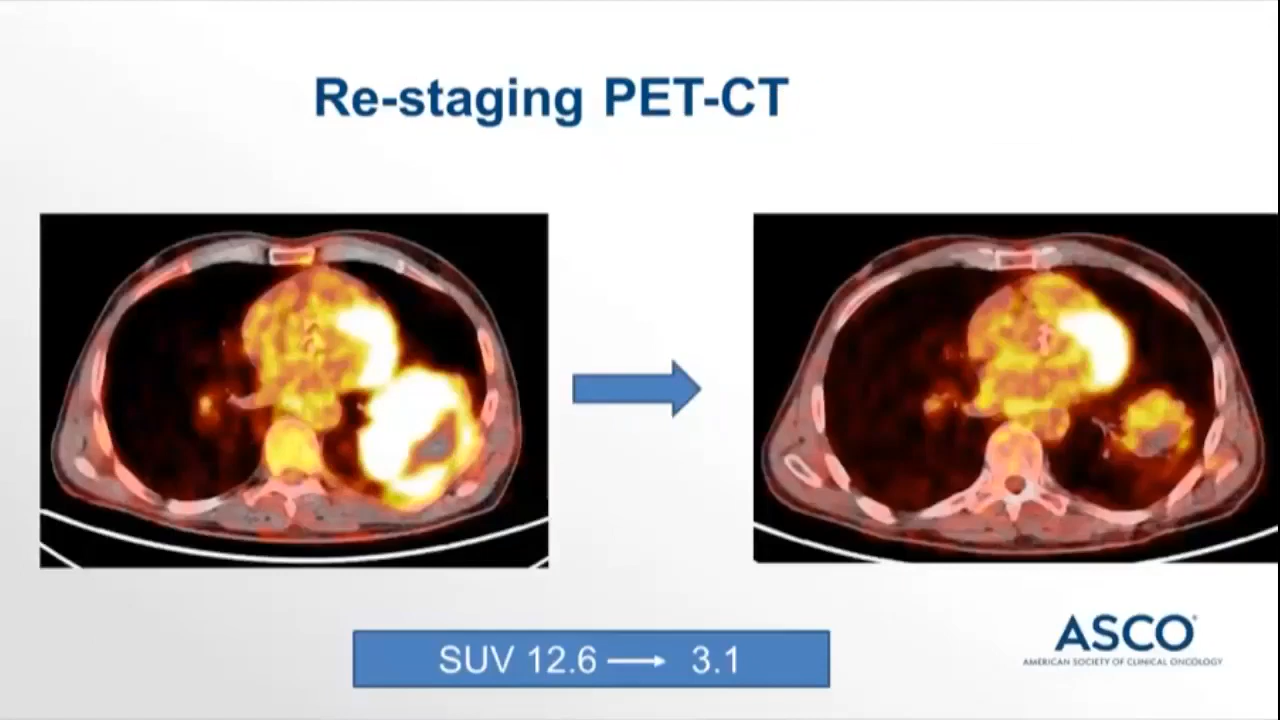 Re-staging PET-CT
SUV 12.6 → 3.1
ASCO®
AMERICAN SOCIETY OF CLINICAL ONCOLOGY